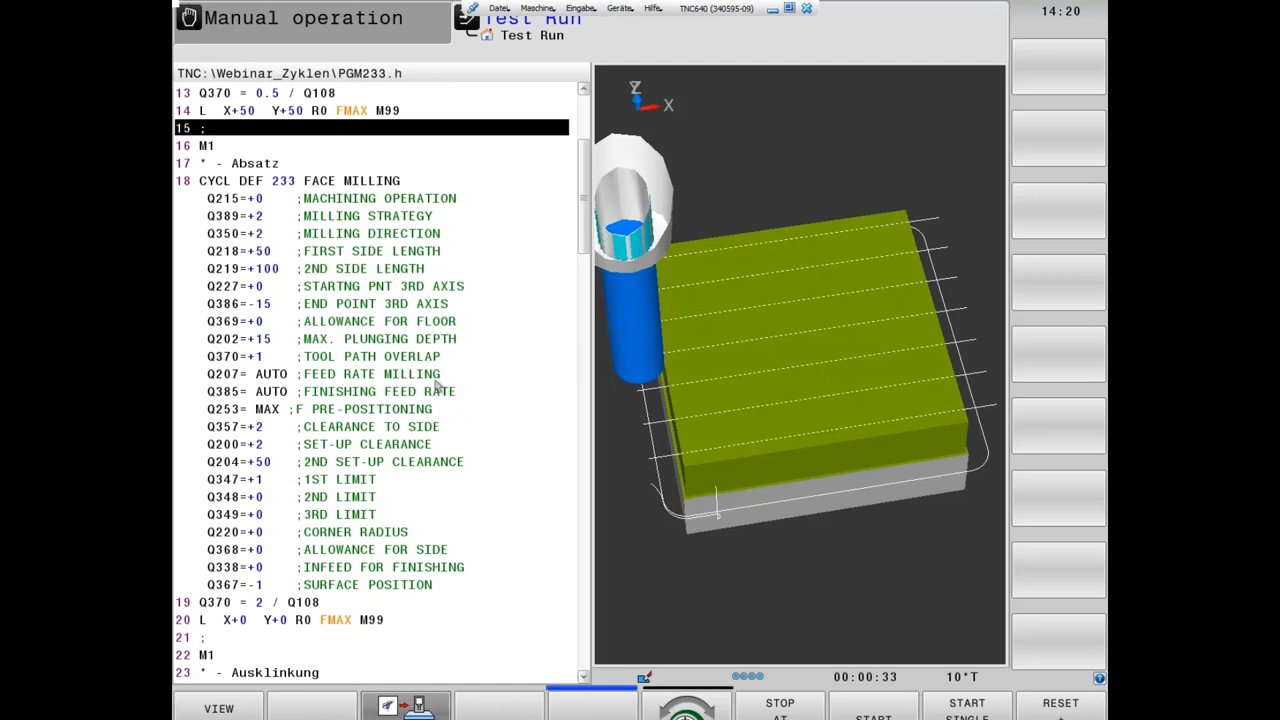 Manual operation
Datei Maschine Eingabe Geräte Hilfe TNC640 (340595-09)
Test Run
Test Run
14:20
TNC:\Webinar_Zyklen\PGM233.h
13 Q370 = 0.5 / Q108
14 L X+50 Y+50 R0 FMAX M99
15 ;
16 M1
17 * - Absatz
18 CYCL DEF 233 FACE MILLING
Q215=+0 ;MACHINING OPERATION
Q389=+2 ;MILLING STRATEGY
Q350=+2 ;MILLING DIRECTION
Q218=+50 ;FIRST SIDE LENGTH
Q219=+100 ;2ND SIDE LENGTH
Q227=+0 ;STARTNG PNT 3RD AXIS
Q386=-15 ;END POINT 3RD AXIS
Q369=+0 ;ALLOWANCE FOR FLOOR
Q202=+15 ;MAX. PLUNGING DEPTH
Q370=+1 ;TOOL PATH OVERLAP
Q207= AUTO ;FEED RATE MILLING
Q385= AUTO ;FINISHING FEED RATE
Q253= MAX ;F PRE-POSITIONING
Q357=+2 ;CLEARANCE TO SIDE
Q200=+2 ;SET-UP CLEARANCE
Q204=+50 ;2ND SET-UP CLEARANCE
Q347=+1 ;1ST LIMIT
Q348=+0 ;2ND LIMIT
Q349=+0 ;3RD LIMIT
Q220=+0 ;CORNER RADIUS
Q368=+0 ;ALLOWANCE FOR SIDE
Q338=+0 ;INFEED FOR FINISHING
Q367=-1 ;SURFACE POSITION
19 Q370 = 2 / Q108
20 L X+0 Y+0 R0 FMAX M99
21 ;
22 M1
23 * - Ausklinkung
Z
X
00:00:33 10*T
VIEW
STOP
AT
START
START
SINGLE
RESET
+